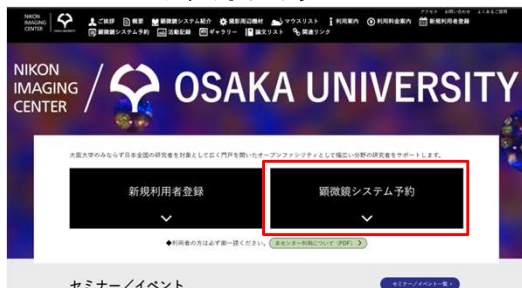 アクセス お問い合わせ よくあるご質問
NIKON IMAGING CENTER
ご挨拶 概要 顕微鏡システム紹介 撮影周辺機材 マウスリスト 利用案内 利用料金案内 新規利用者登録
顕微鏡システム予約 活動記録 ギャラリー 論文リスト 関連リンク
NIKON
IMAGING
CENTER
OSAKA UNIVERSITY
大阪大学のみならず日本全国の研究者を対象として広く門戸を開いたオープンファシリティとして幅広い分野の研究者をサポートします。
新規利用者登録
顕微鏡システム予約
◆利用者の方は必ず御一読ください。 本センター利用について（PDF）
セミナー／イベント
セミナー／イベント一覧